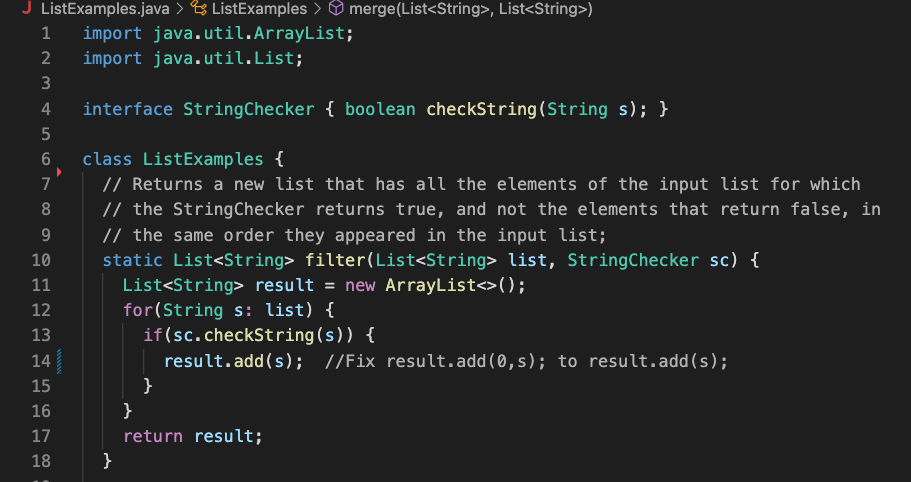 ListExamples.java > ListExamples > merge(List<String>, List<String>)
1 import java.util.ArrayList;
2 import java.util.List;
3
4 interface StringChecker { boolean checkString(String s); }
5
6 class ListExamples {
7 // Returns a new list that has all the elements of the input list for which
8 // the StringChecker returns true, and not the elements that return false, in
9 // the same order they appeared in the input list;
10 static List<String> filter(List<String> list, StringChecker sc) {
11 List<String> result = new ArrayList<>();
12 for(String s: list) {
13 if(sc.checkString(s)) {
14 result.add(s);  //Fix result.add(0,s); to result.add(s);
15 }
16 }
17 return result;
18 }